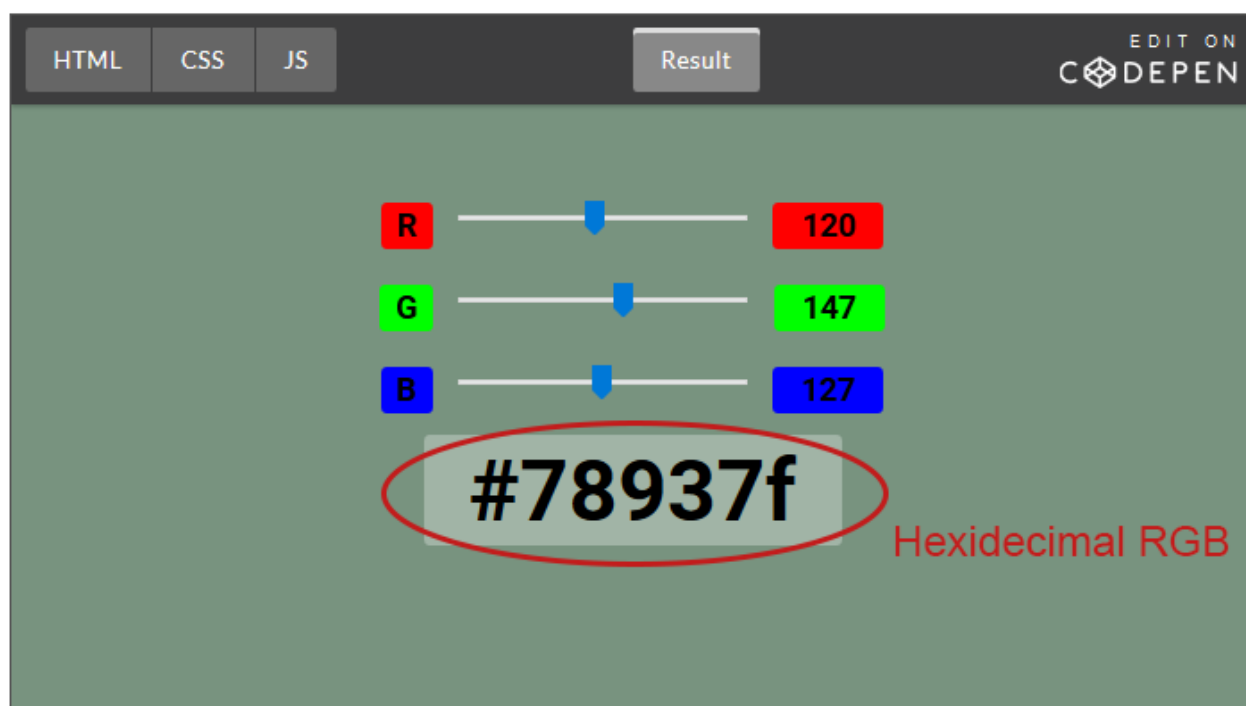 HTML CSS JS Result EDIT ON
CODEPEN
R 120
G 147
B 127
#78937f
Hexidecimal RGB